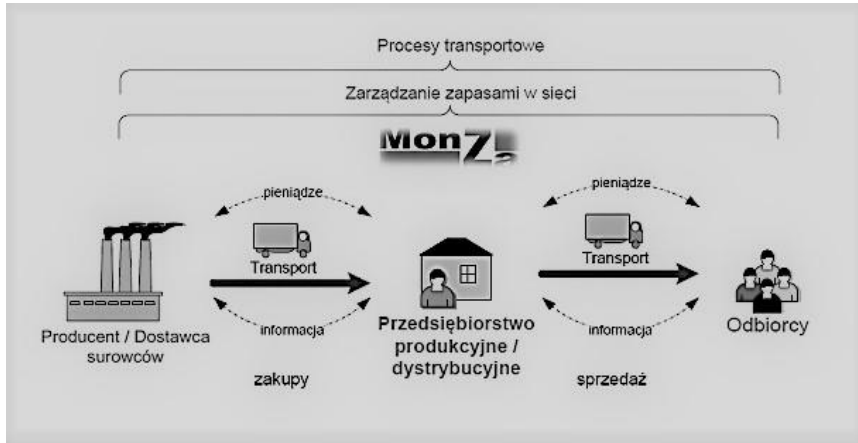 Procesy transportowe
Zarządzanie zapasami w sieci
MonZa
pieniądze
pieniądze
Transport
Transport
informacja
informacja
Producent / Dostawca
surowców
Przedsiębiorstwo
produkcyjne /
dystrybucyjne
Odbiorcy
zakupy
sprzedaż